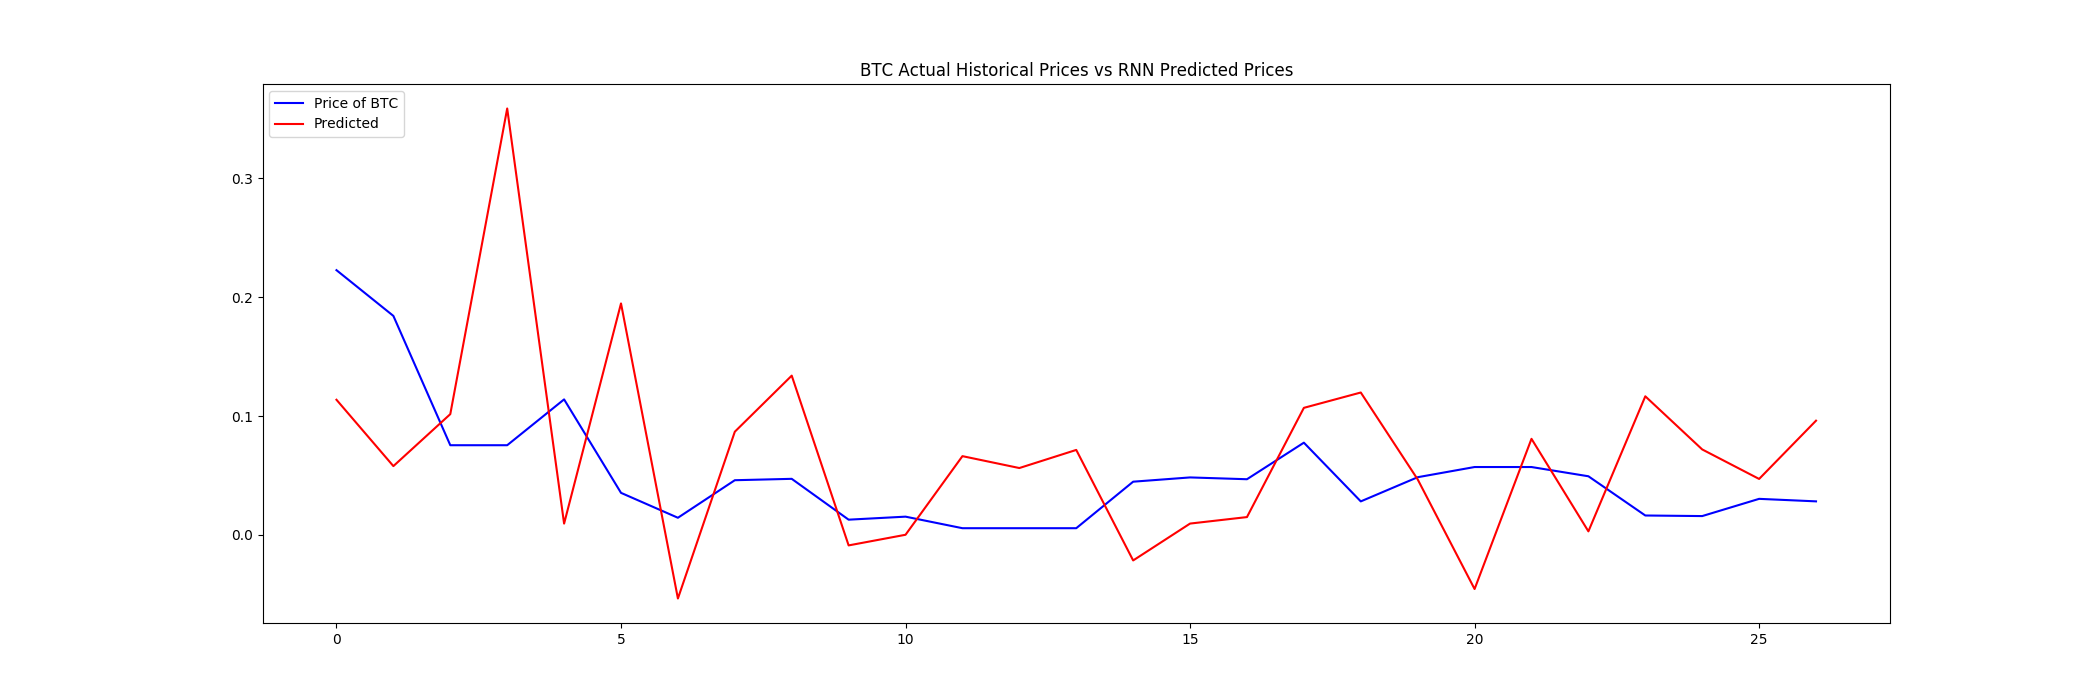 BTC Actual Historical Prices vs RNN Predicted Prices
Price of BTC
Predicted
0.3
0.2
0.1
0.0
0 5 10 15 20 25